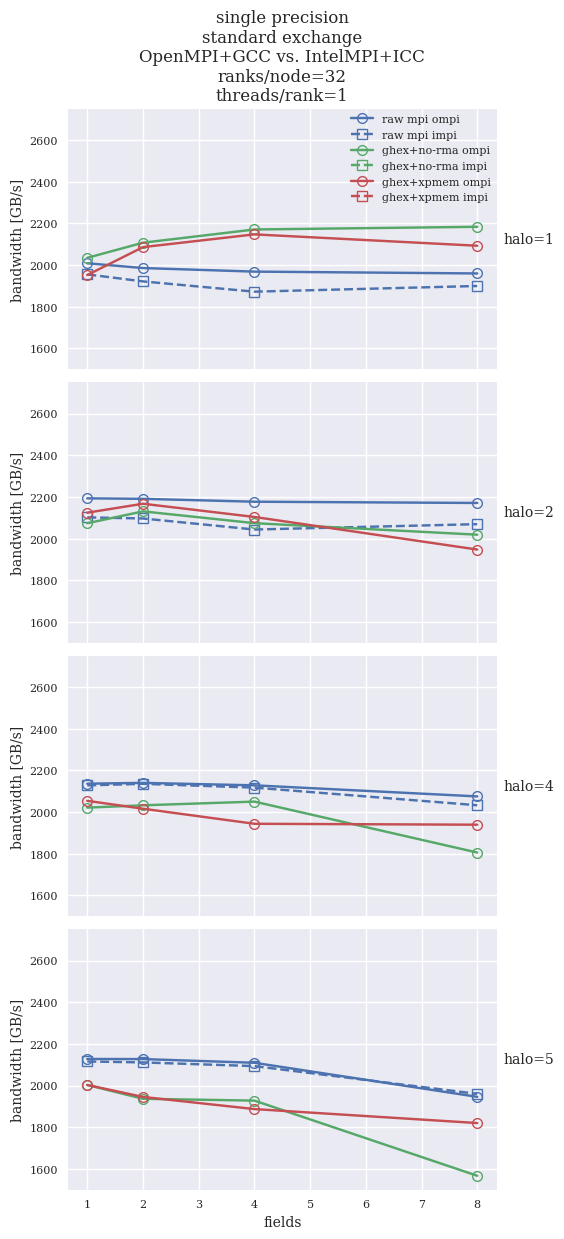 single precision
standard exchange
OpenMPI+GCC vs. IntelMPI+ICC
ranks/node=32
threads/rank=1
raw mpi ompi
raw mpi impi
ghex+no-rma ompi
ghex+no-rma impi
ghex+xpmem ompi
ghex+xpmem impi
2600
2400
2200
2000
1800
1600
bandwidth [GB/s]
halo=1
2600
2400
2200
2000
1800
1600
bandwidth [GB/s]
halo=2
2600
2400
2200
2000
1800
1600
bandwidth [GB/s]
halo=4
2600
2400
2200
2000
1800
1600
bandwidth [GB/s]
halo=5
1 2 3 4 5 6 7 8
fields